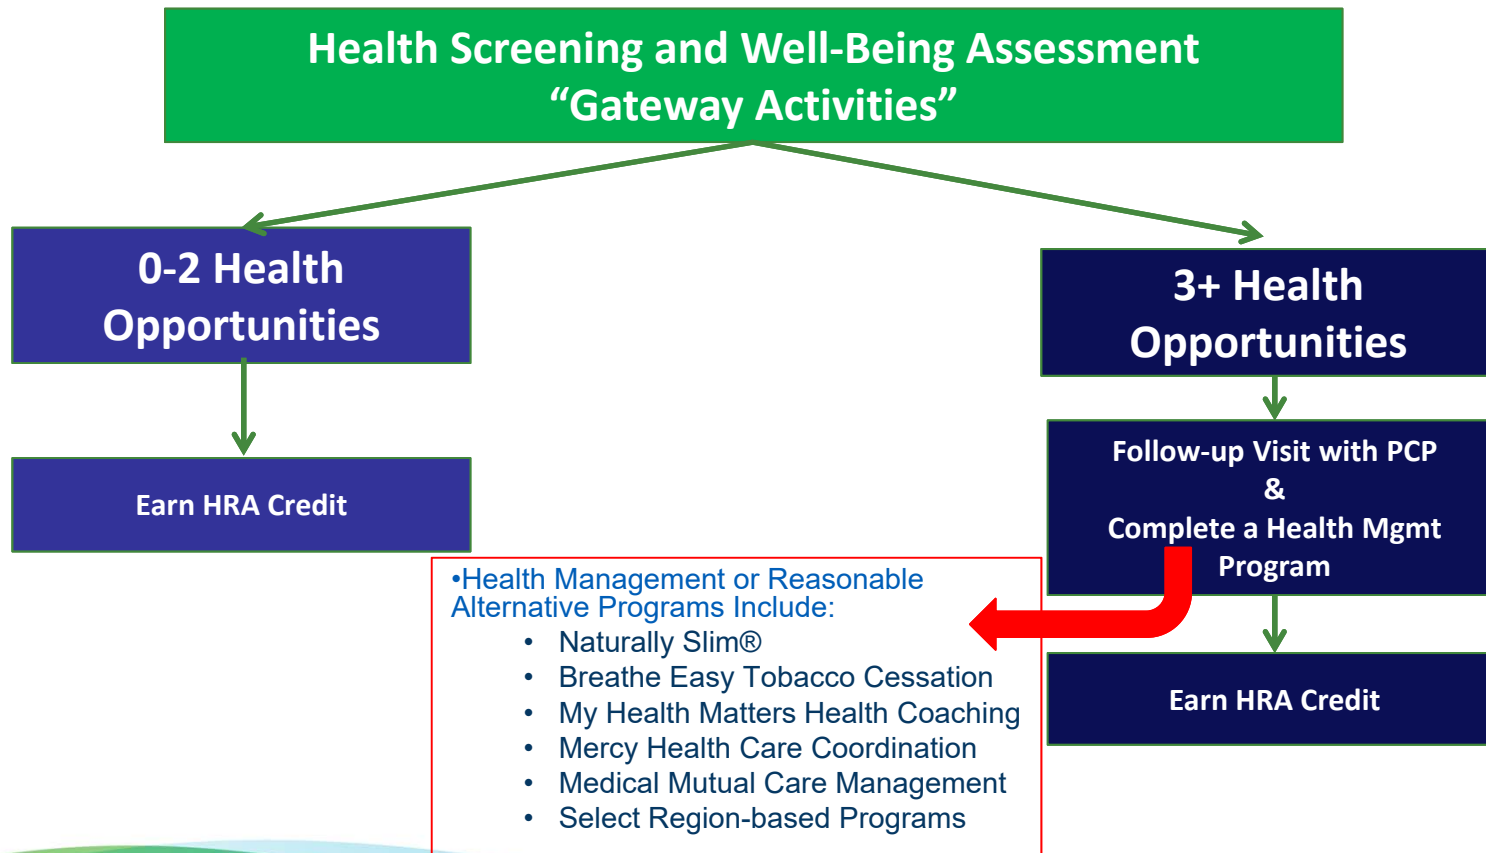 Health Screening and Well-Being Assessment
“Gateway Activities”
0-2 Health
Opportunities
Earn HRA Credit
3+ Health
Opportunities
Follow-up Visit with PCP
&
Complete a Health Mgmt
Program
Earn HRA Credit
•Health Management or Reasonable
Alternative Programs Include:
• Naturally Slim®
• Breathe Easy Tobacco Cessation
• My Health Matters Health Coaching
• Mercy Health Care Coordination
• Medical Mutual Care Management
• Select Region-based Programs